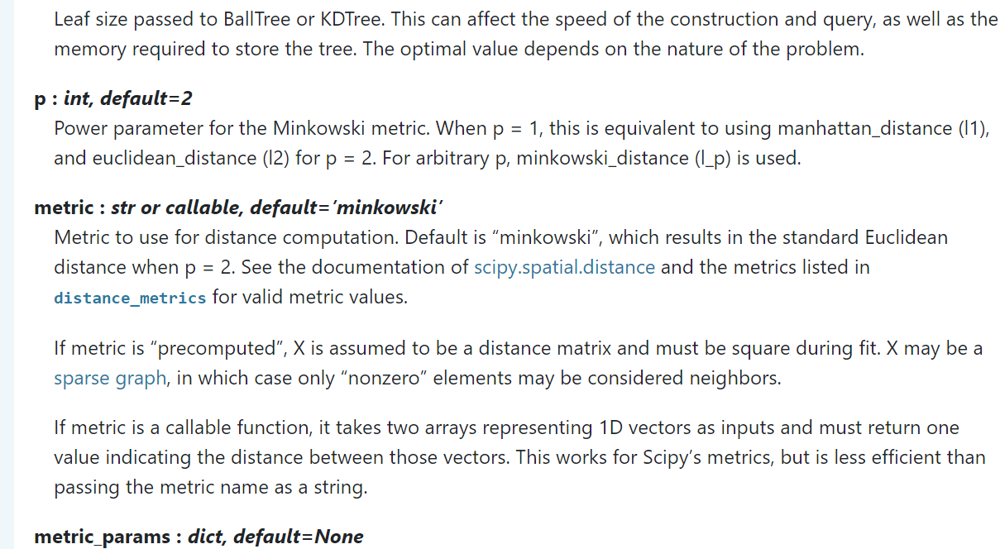 Leaf size passed to BallTree or KDTree. This can affect the speed of the construction and query, as well as the
memory required to store the tree. The optimal value depends on the nature of the problem.
p : int, default=2
Power parameter for the Minkowski metric. When p = 1, this is equivalent to using manhattan_distance (l1),
and euclidean_distance (l2) for p = 2. For arbitrary p, minkowski_distance (l_p) is used.
metric : str or callable, default=’minkowski’
Metric to use for distance computation. Default is “minkowski”, which results in the standard Euclidean
distance when p = 2. See the documentation of scipy.spatial.distance and the metrics listed in
distance_metrics for valid metric values.
If metric is “precomputed”, X is assumed to be a distance matrix and must be square during fit. X may be a
sparse graph, in which case only “nonzero” elements may be considered neighbors.
If metric is a callable function, it takes two arrays representing 1D vectors as inputs and must return one
value indicating the distance between those vectors. This works for Scipy’s metrics, but is less efficient than
passing the metric name as a string.
metric_params : dict, default=None